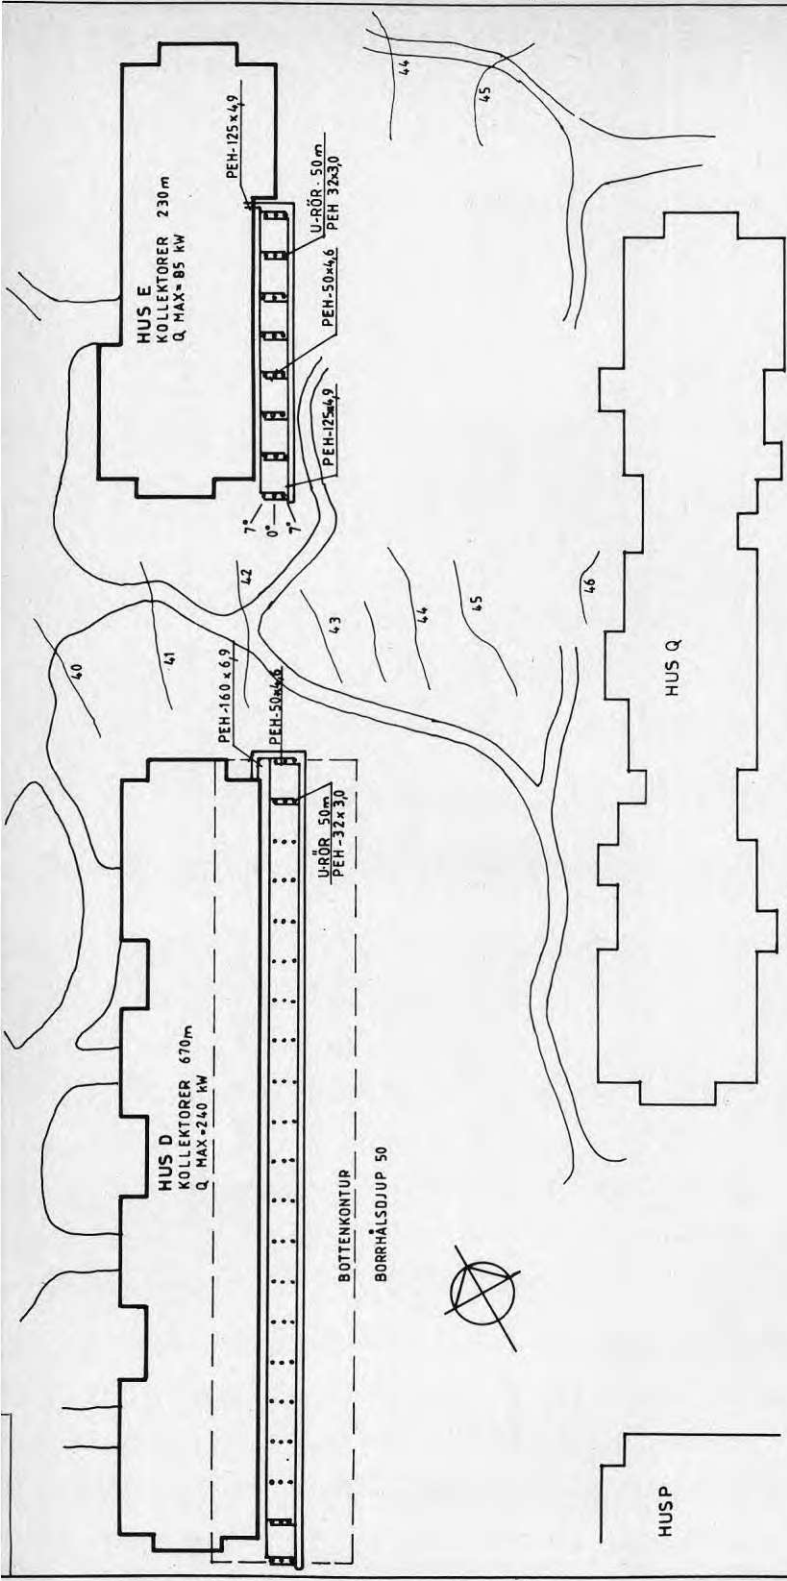 HUS D
KOLLEKTORER 670m
Q MAX=240 kW
BOTTENKONTUR
BORRHÅLSDJUP 50
U-RÖR 50m
PEH-32x3,0
PEH-160x6,9
PEH-50x4,6
40
41
42
43
44
45
46
HUS E
KOLLEKTORER 230m
Q MAX=85 kW
7°
0°
7°
PEH-125x4,9
PEH-50x4,6
U-RÖR-50m
PEH 32x3,0
PEH-125x4,9
44
45
HUS P
HUS Q